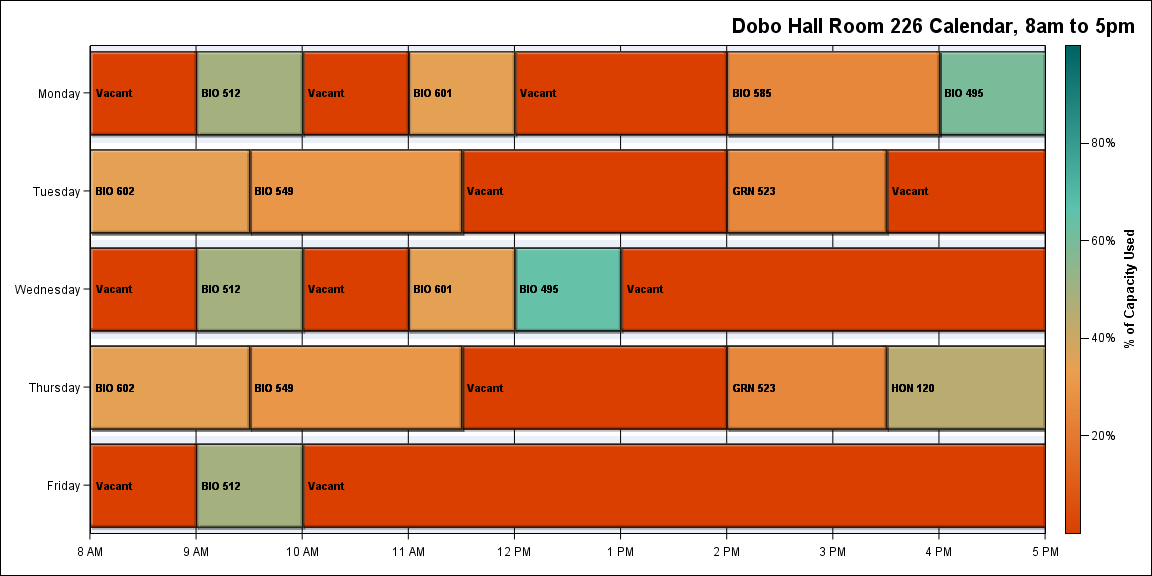 Dobo Hall Room 226 Calendar, 8am to 5pm
Monday
Vacant
BIO 512
Vacant
BIO 601
Vacant
BIO 585
BIO 495
Tuesday
BIO 602
BIO 549
Vacant
GRN 523
Vacant
Wednesday
Vacant
BIO 512
Vacant
BIO 601
BIO 495
Vacant
Thursday
BIO 602
BIO 549
Vacant
GRN 523
HON 120
Friday
Vacant
BIO 512
Vacant
8 AM
9 AM
10 AM
11 AM
12 PM
1 PM
2 PM
3 PM
4 PM
5 PM
80%
60%
40%
20%
% of Capacity Used